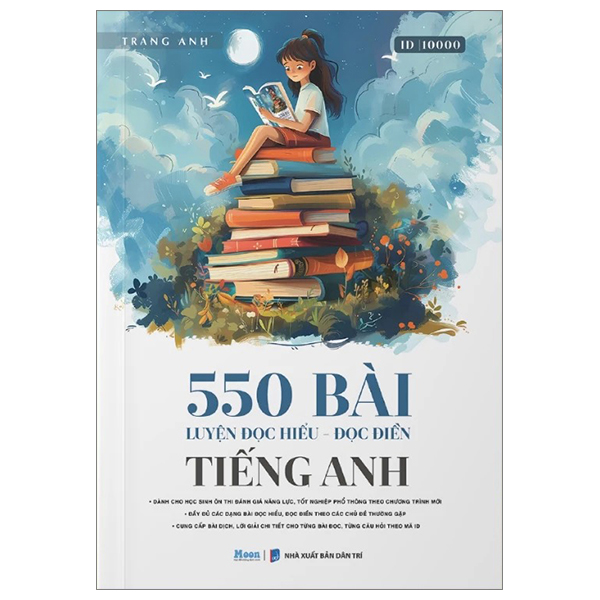 TRANG ANH
ID | 10000
550 BÀI
LUYỆN ĐỌC HIỂU - ĐỌC ĐIỀN
TIẾNG ANH
• DÀNH CHO HỌC SINH ÔN THI ĐÁNH GIÁ NĂNG LỰC, TỐT NGHIỆP PHỔ THÔNG THEO CHƯƠNG TRÌNH MỚI
• ĐẦY ĐỦ CÁC DẠNG BÀI ĐỌC HIỂU, ĐỌC ĐIỀN THEO CÁC CHỦ ĐỀ THƯỜNG GẶP
• CUNG CẤP BÀI DỊCH, LỜI GIẢI CHI TIẾT CHO TỪNG BÀI ĐỌC, TỪNG CÂU HỎI THEO MÃ ID
Moon
NHÀ XUẤT BẢN DÂN TRÍ